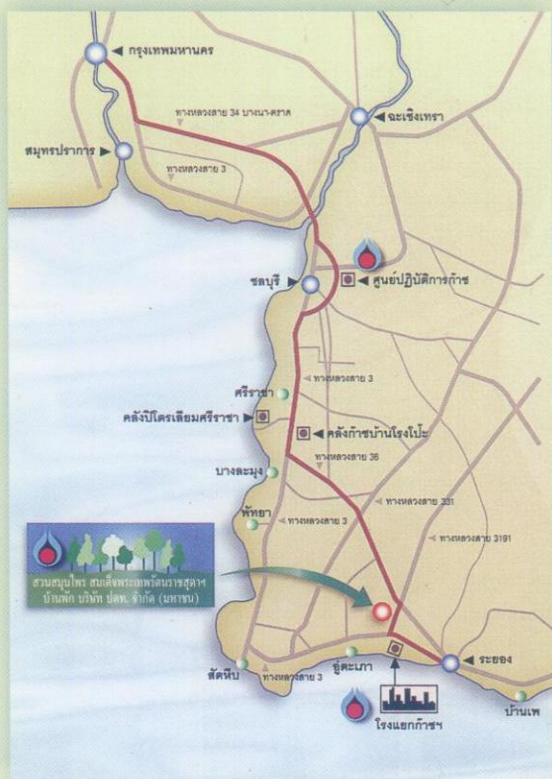 กรุงเทพมหานคร
ทางหลวงสาย 34 บางนา-ตราด
ฉะเชิงเทรา
สมุทรปราการ
ทางหลวงสาย 3
ชลบุรี
ศูนย์ปฏิบัติการก๊าซ
ทางหลวงสาย 3
ศรีราชา
คลังปิโตรเลียมศรีราชา
คลังก๊าซบ้านโรงโป๊ะ
ทางหลวงสาย 36
บางละมุง
ทางหลวงสาย 331
พัทยา
ทางหลวงสาย 3
ทางหลวงสาย 3191
สวนสมุนไพร สมเด็จพระเทพรัตนราชสุดาฯ
บ้านพัก บริษัท ปตท. จำกัด (มหาชน)
อู่ตะเภา
ระยอง
สัตหีบ
ทางหลวงสาย 3
บ้านเพ
โรงแยกก๊าซฯ